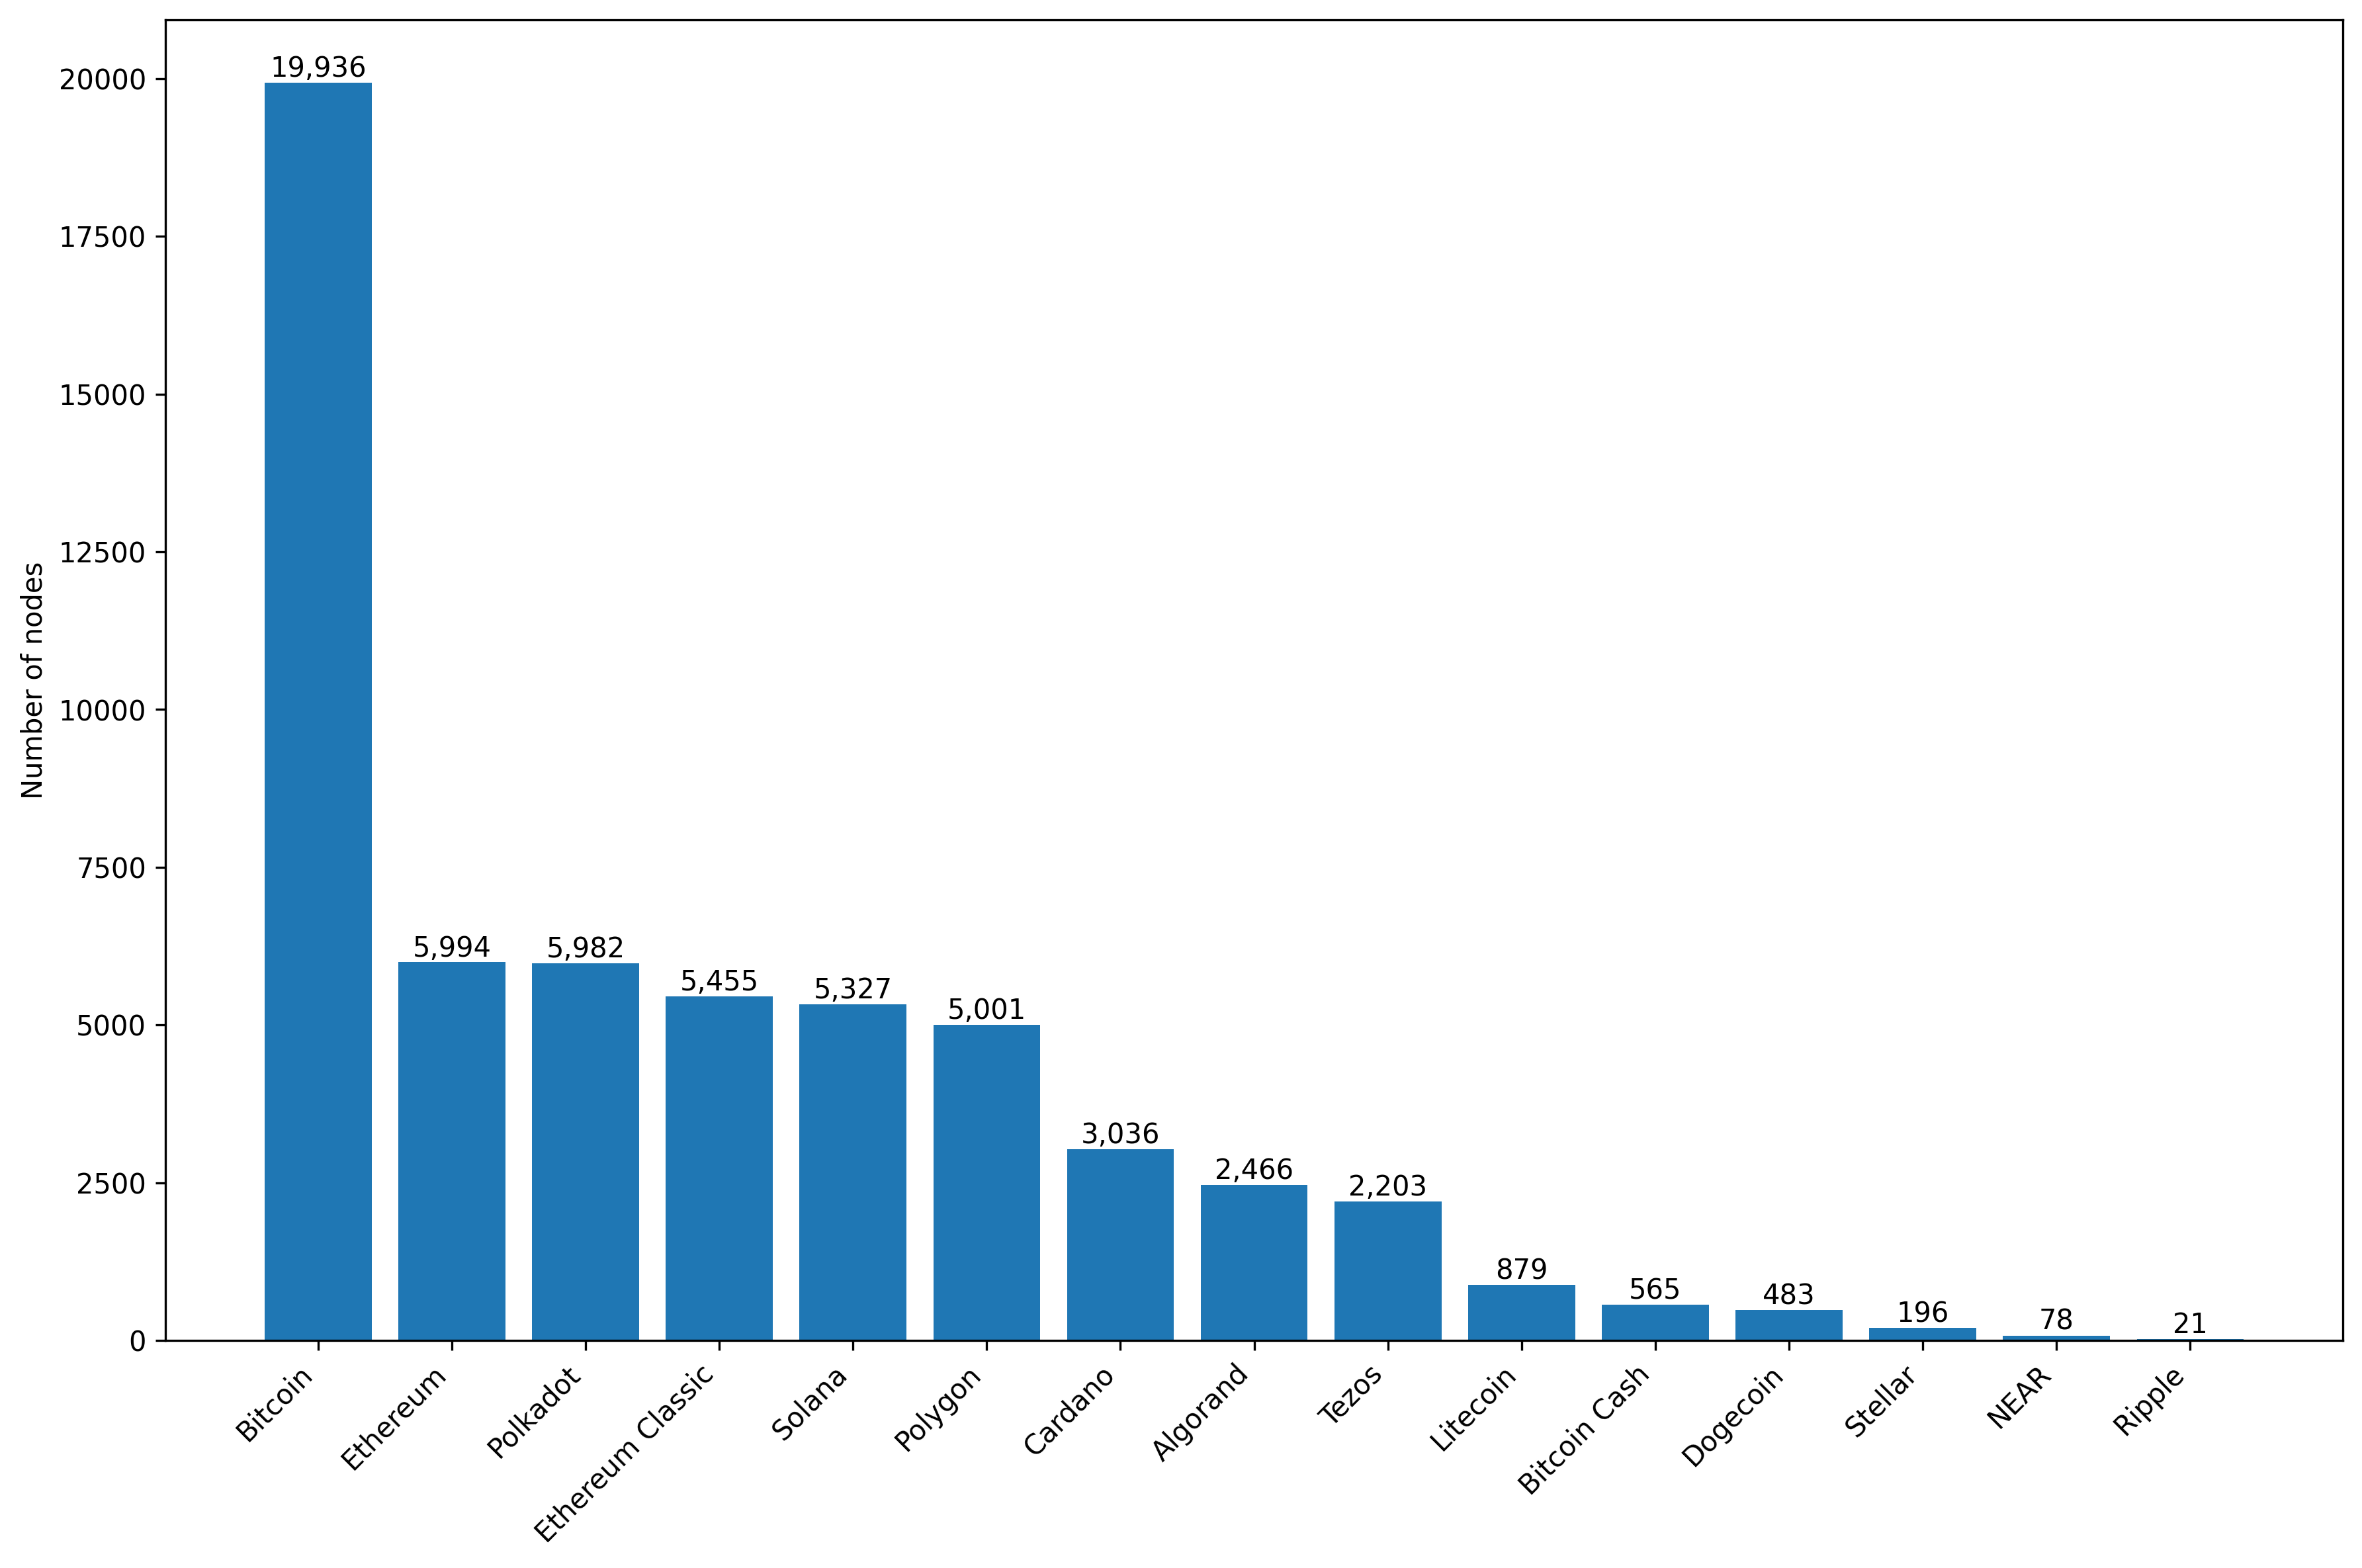 Number of nodes
20000
17500
15000
12500
10000
7500
5000
2500
0
19,936
5,994
5,982
5,455
5,327
5,001
3,036
2,466
2,203
879
565
483
196
78
21
Bitcoin
Ethereum
Polkadot
Ethereum Classic
Solana
Polygon
Cardano
Algorand
Tezos
Litecoin
Bitcoin Cash
Dogecoin
Stellar
NEAR
Ripple